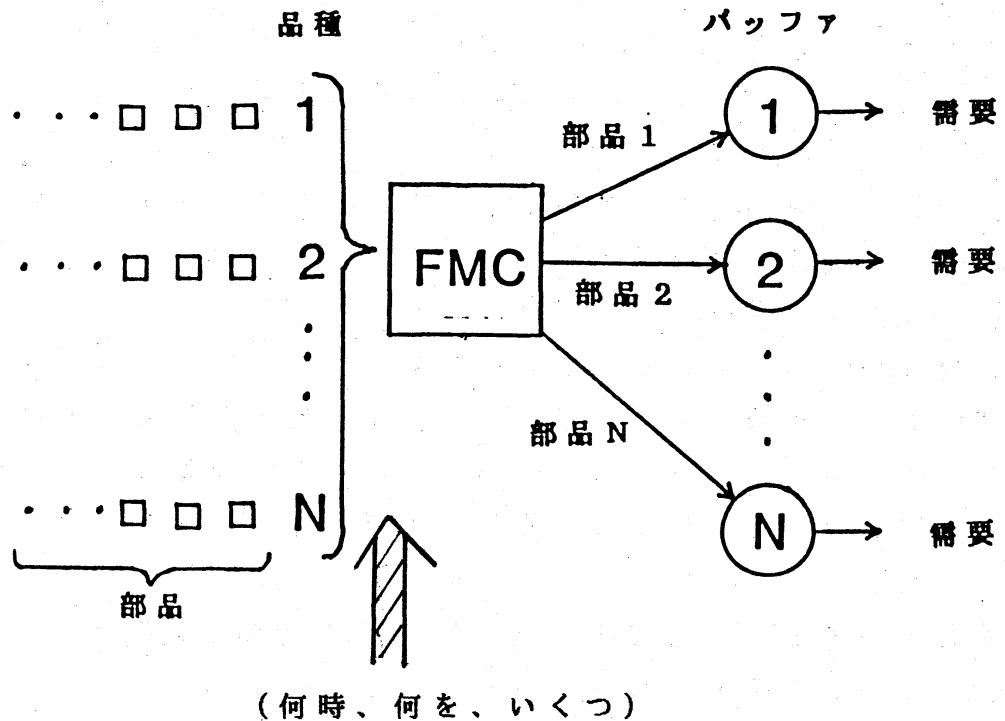 品種 バッファ
・・・□ □ □ 1 1 需要
部品1
・・・□ □ □ 2 FMC 2 需要
部品2
部品N
・・・□ □ □ N N 需要
部品
(何時、何を、いくつ)